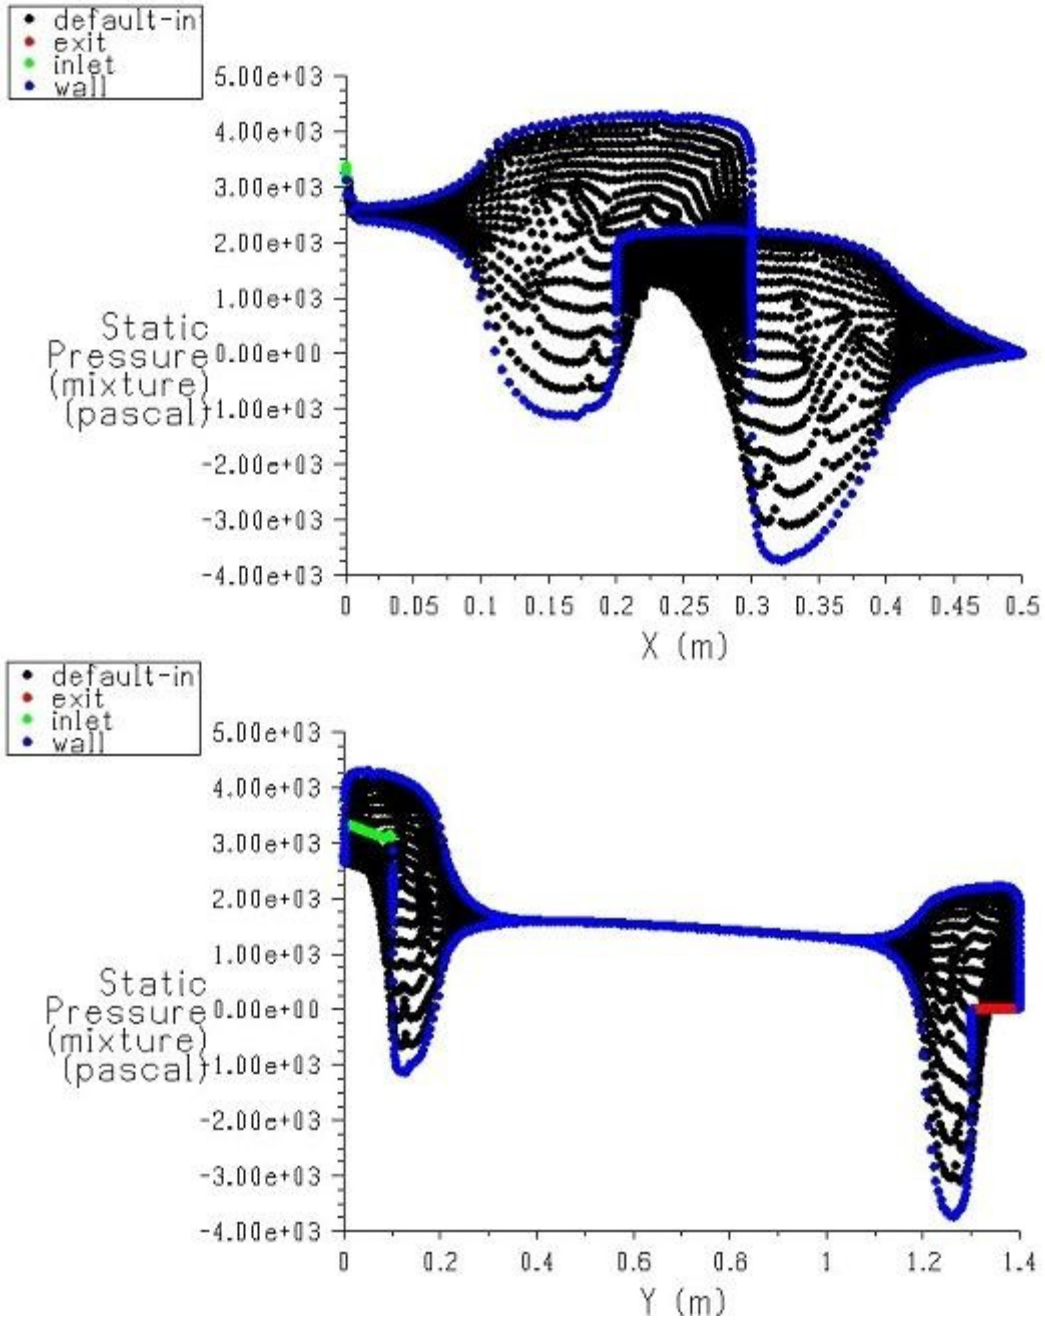 default-in
exit
inlet
wall
5.00e+03
4.00e+03
3.00e+03
2.00e+03
1.00e+03
Static
Pressure 0.00e+00
(mixture)
(pascal) -1.00e+03
-2.00e+03
-3.00e+03
-4.00e+03
0 0.05 0.1 0.15 0.2 0.25 0.3 0.35 0.4 0.45 0.5
X (m)
default-in
exit
inlet
wall
5.00e+03
4.00e+03
3.00e+03
2.00e+03
1.00e+03
Static
Pressure 0.00e+00
(mixture)
(pascal) -1.00e+03
-2.00e+03
-3.00e+03
-4.00e+03
0 0.2 0.4 0.6 0.8 1 1.2 1.4
Y (m)